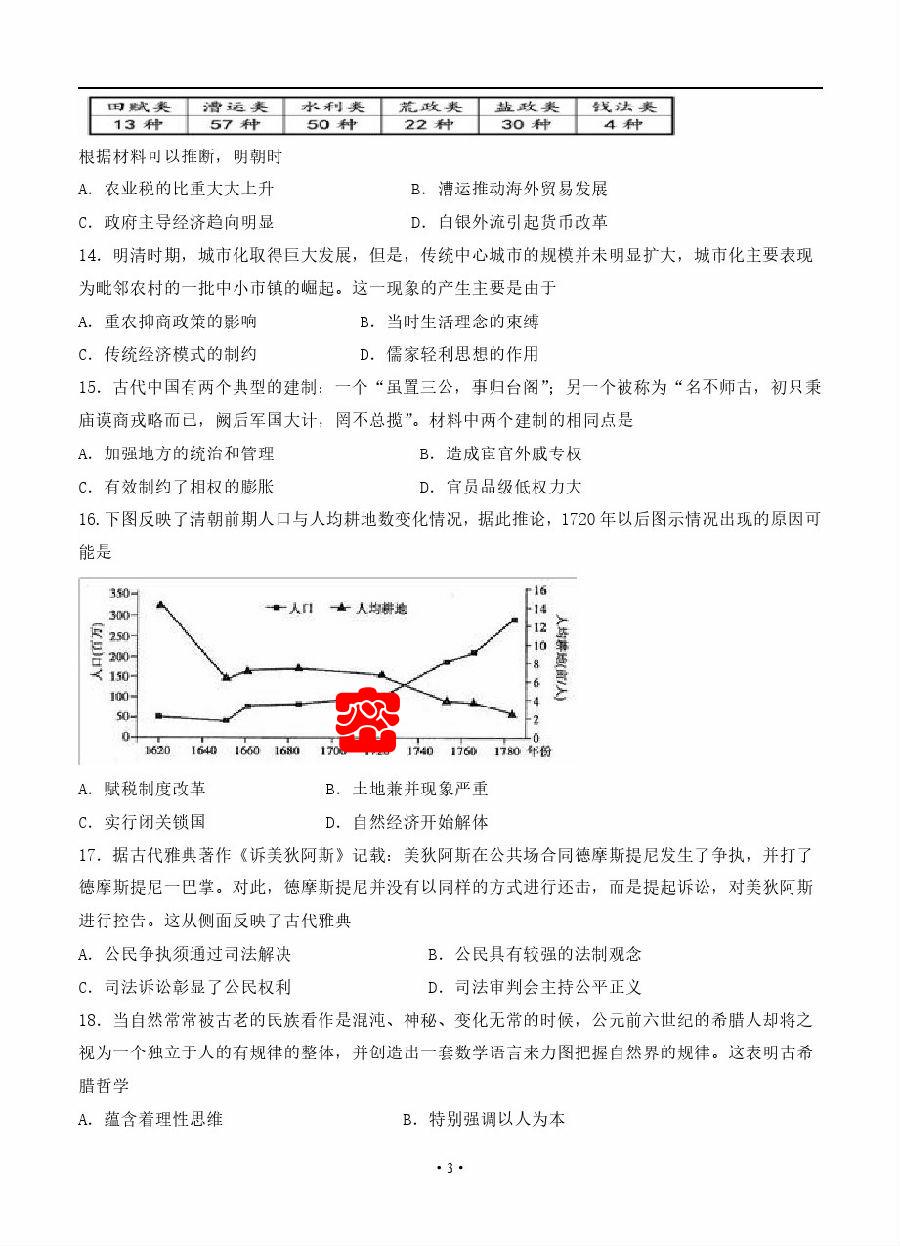 田赋类 漕运类 水利类 荒政类 盐政类 钱法类
13 种 57 种 50 种 22 种 30 种 4 种
根据材料可以推断，明朝时
A．农业税的比重大大上升 B．漕运推动海外贸易发展
C．政府主导经济趋向明显 D．白银外流引起货币改革
14．明清时期，城市化取得巨大发展，但是，传统中心城市的规模并未明显扩大，城市化主要表现
为毗邻农村的一批中小市镇的崛起。这一现象的产生主要是由于
A．重农抑商政策的影响 B．当时生活理念的束缚
C．传统经济模式的制约 D．儒家轻利思想的作用
15．古代中国有两个典型的建制：一个“虽置三公，事归台阁”；另一个被称为“名不师古，初只秉
庙谟商戎略而已，阙后军国大计，罔不总揽”。材料中两个建制的相同点是
A．加强地方的统治和管理 B．造成宦官外戚专权
C．有效制约了相权的膨胀 D．官员品级低权力大
16.下图反映了清朝前期人口与人均耕地数变化情况，据此推论，1720 年以后图示情况出现的原因可
能是
人口 人均耕地
人口(百万)
350
300
250
200
150
100
50
0
16
14
12
10
8
6
4
2
0
人均耕地(亩/人)
1620 1640 1660 1680 1700 1720 1740 1760 1780 年份
A．赋税制度改革 B．土地兼并现象严重
C．实行闭关锁国 D．自然经济开始解体
17．据古代雅典著作《诉美狄阿斯》记载：美狄阿斯在公共场合同德摩斯提尼发生了争执，并打了
德摩斯提尼一巴掌。对此，德摩斯提尼并没有以同样的方式进行还击，而是提起诉讼，对美狄阿斯
进行控告。这从侧面反映了古代雅典
A．公民争执须通过司法解决 B．公民具有较强的法制观念
C．司法诉讼彰显了公民权利 D．司法审判会主持公平正义
18．当自然常常被古老的民族看作是混沌、神秘、变化无常的时候，公元前六世纪的希腊人却将之
视为一个独立于人的有规律的整体，并创造出一套数学语言来力图把握自然界的规律。这表明古希
腊哲学
A．蕴含着理性思维 B．特别强调以人为本
·3·